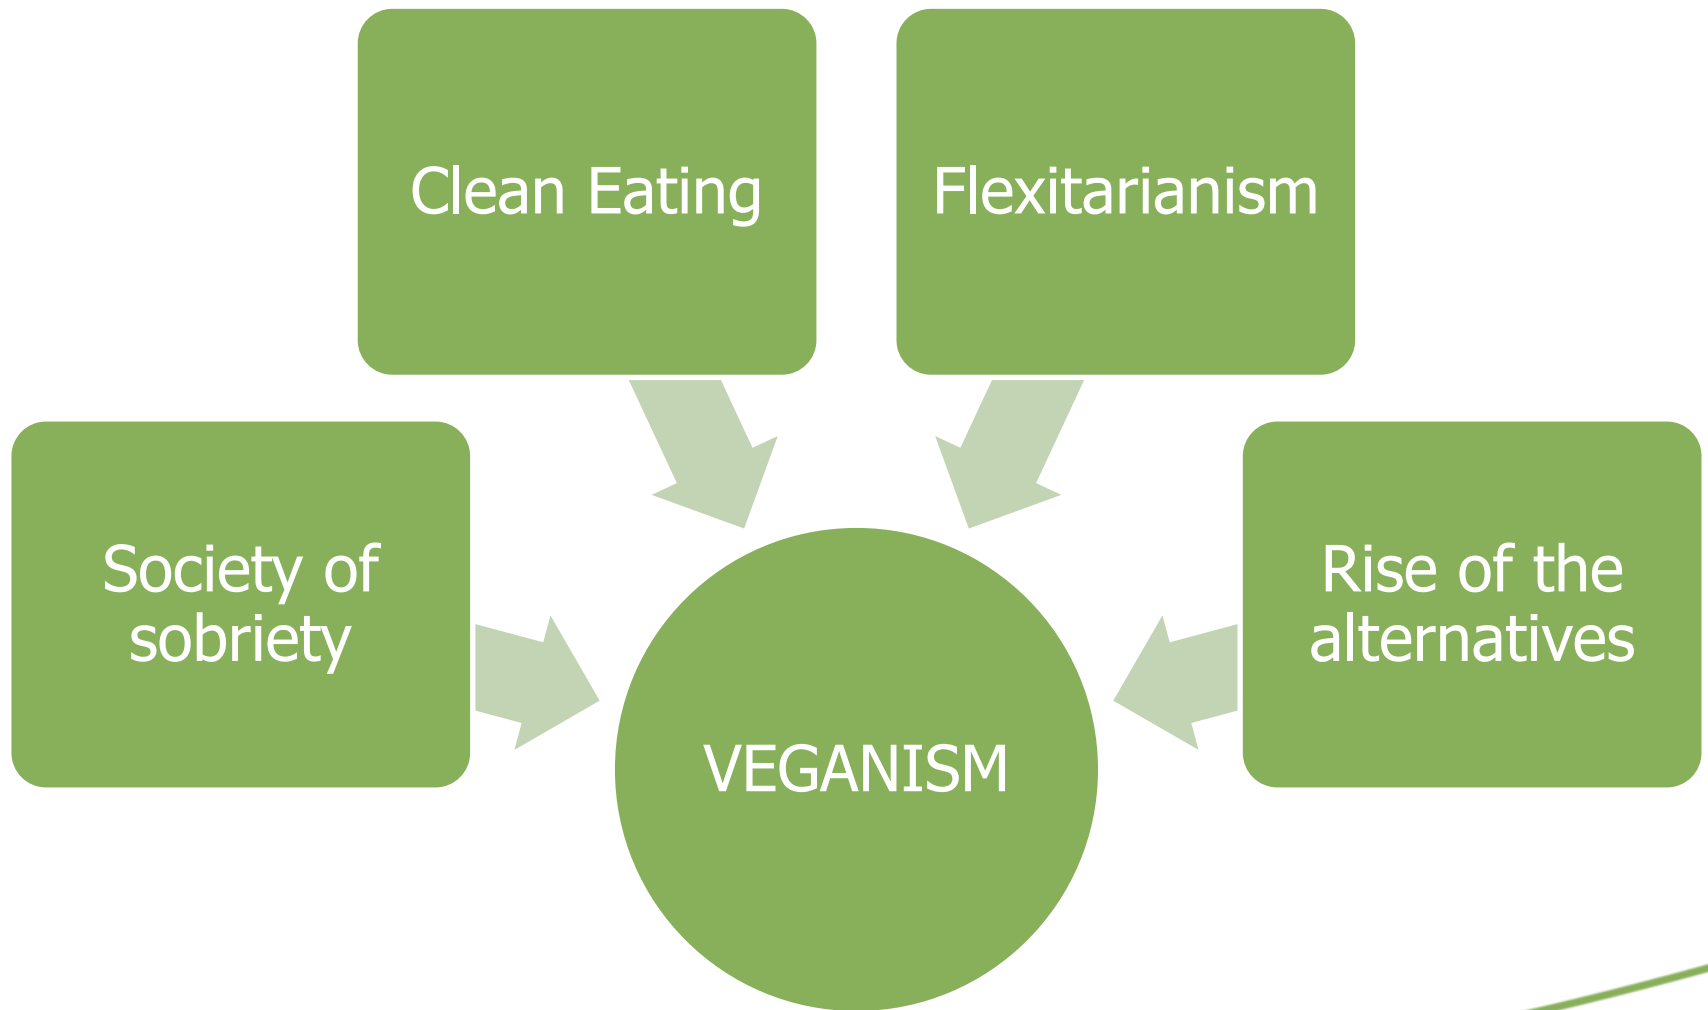 Clean Eating
Flexitarianism
Society of
sobriety
Rise of the
alternatives
VEGANISM